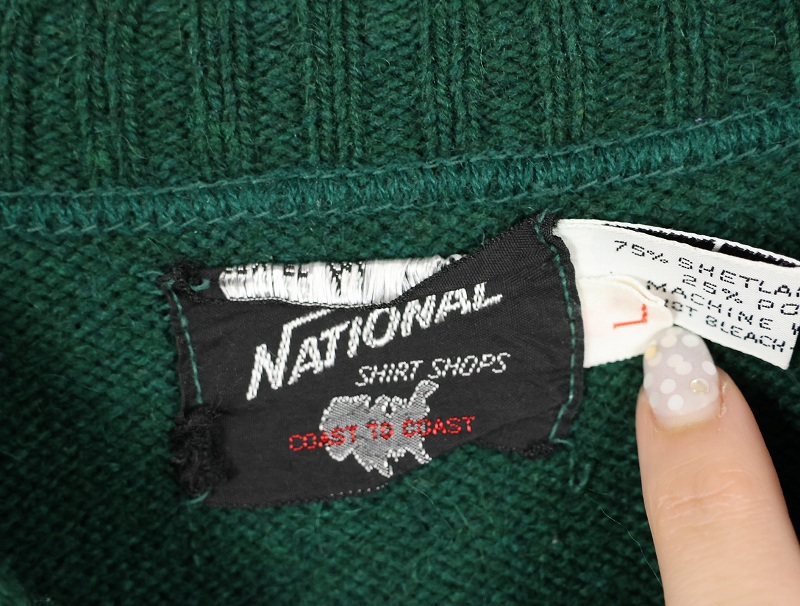 NATIONAL
SHIRT SHOPS
COAST TO COAST
75% SHETLA
25% PO
MACHINE
BLEACH
L